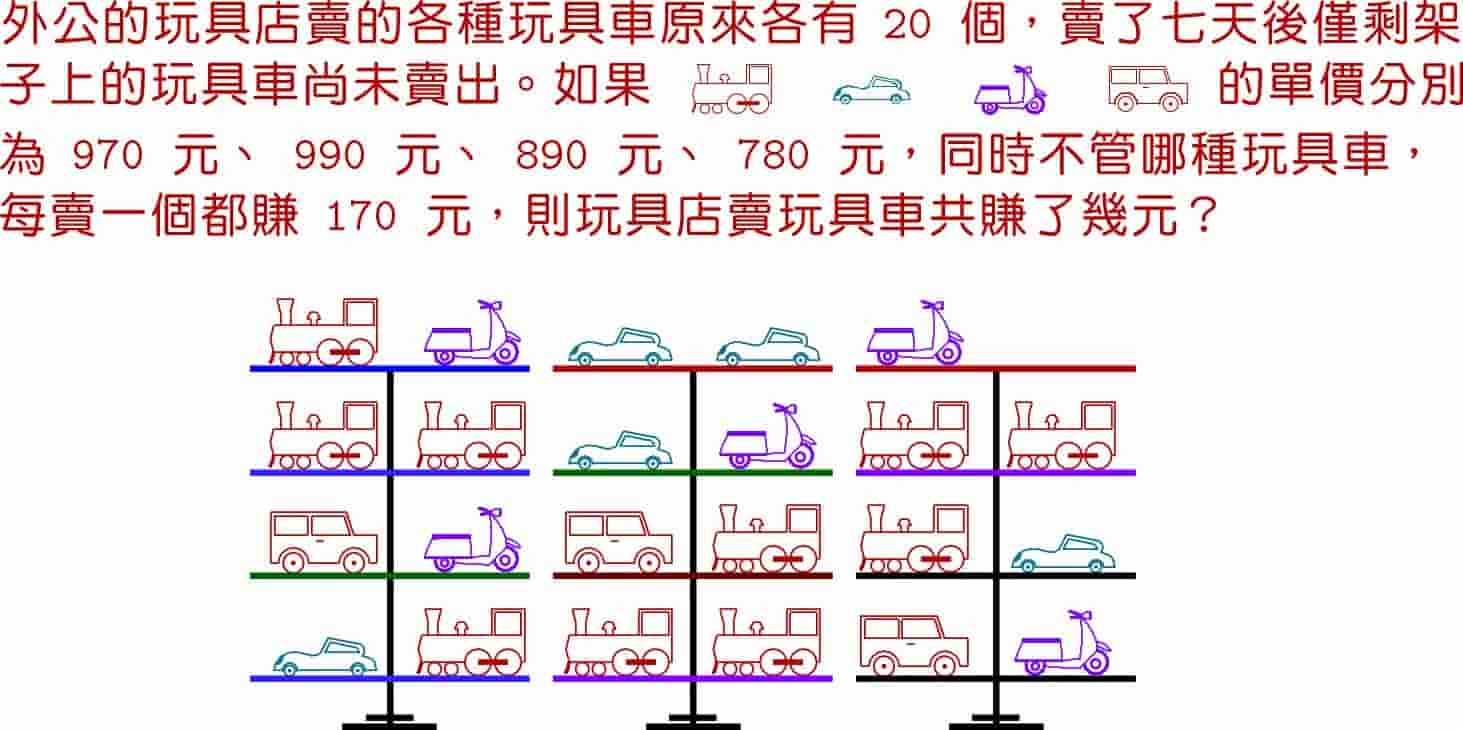 外公的玩具店賣的各種玩具車原來各有 20 個，賣了七天後僅剩架
子上的玩具車尚未賣出。如果 的單價分別
為 970 元、 990 元、 890 元、 780 元，同時不管哪種玩具車，
每賣一個都賺 170 元，則玩具店賣玩具車共賺了幾元？